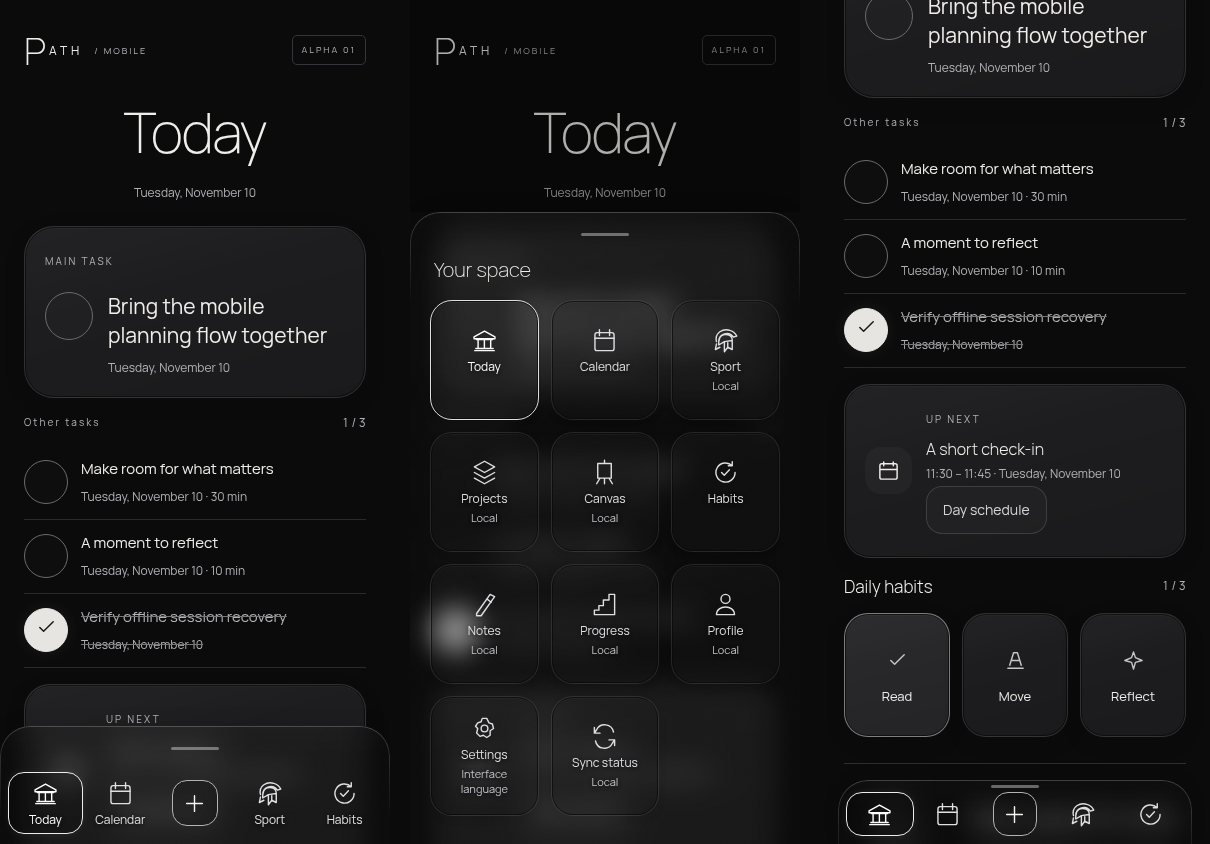 PATH / MOBILE
ALPHA 01
Today
Tuesday, November 10
MAIN TASK
Bring the mobile
planning flow together
Tuesday, November 10
Other tasks
1 / 3
Make room for what matters
Tuesday, November 10 · 30 min
A moment to reflect
Tuesday, November 10 · 10 min
Verify offline session recovery
Tuesday, November 10
UP NEXT
Today
Calendar
Sport
Habits
PATH / MOBILE
ALPHA 01
Today
Tuesday, November 10
Your space
Today
Calendar
Sport
Local
Projects
Local
Canvas
Local
Habits
Notes
Local
Progress
Local
Profile
Local
Settings
Interface
language
Sync status
Local
Bring the mobile
planning flow together
Tuesday, November 10
Other tasks
1 / 3
Make room for what matters
Tuesday, November 10 · 30 min
A moment to reflect
Tuesday, November 10 · 10 min
Verify offline session recovery
Tuesday, November 10
UP NEXT
A short check-in
11:30 – 11:45 · Tuesday, November 10
Day schedule
Daily habits
1 / 3
Read
Move
Reflect